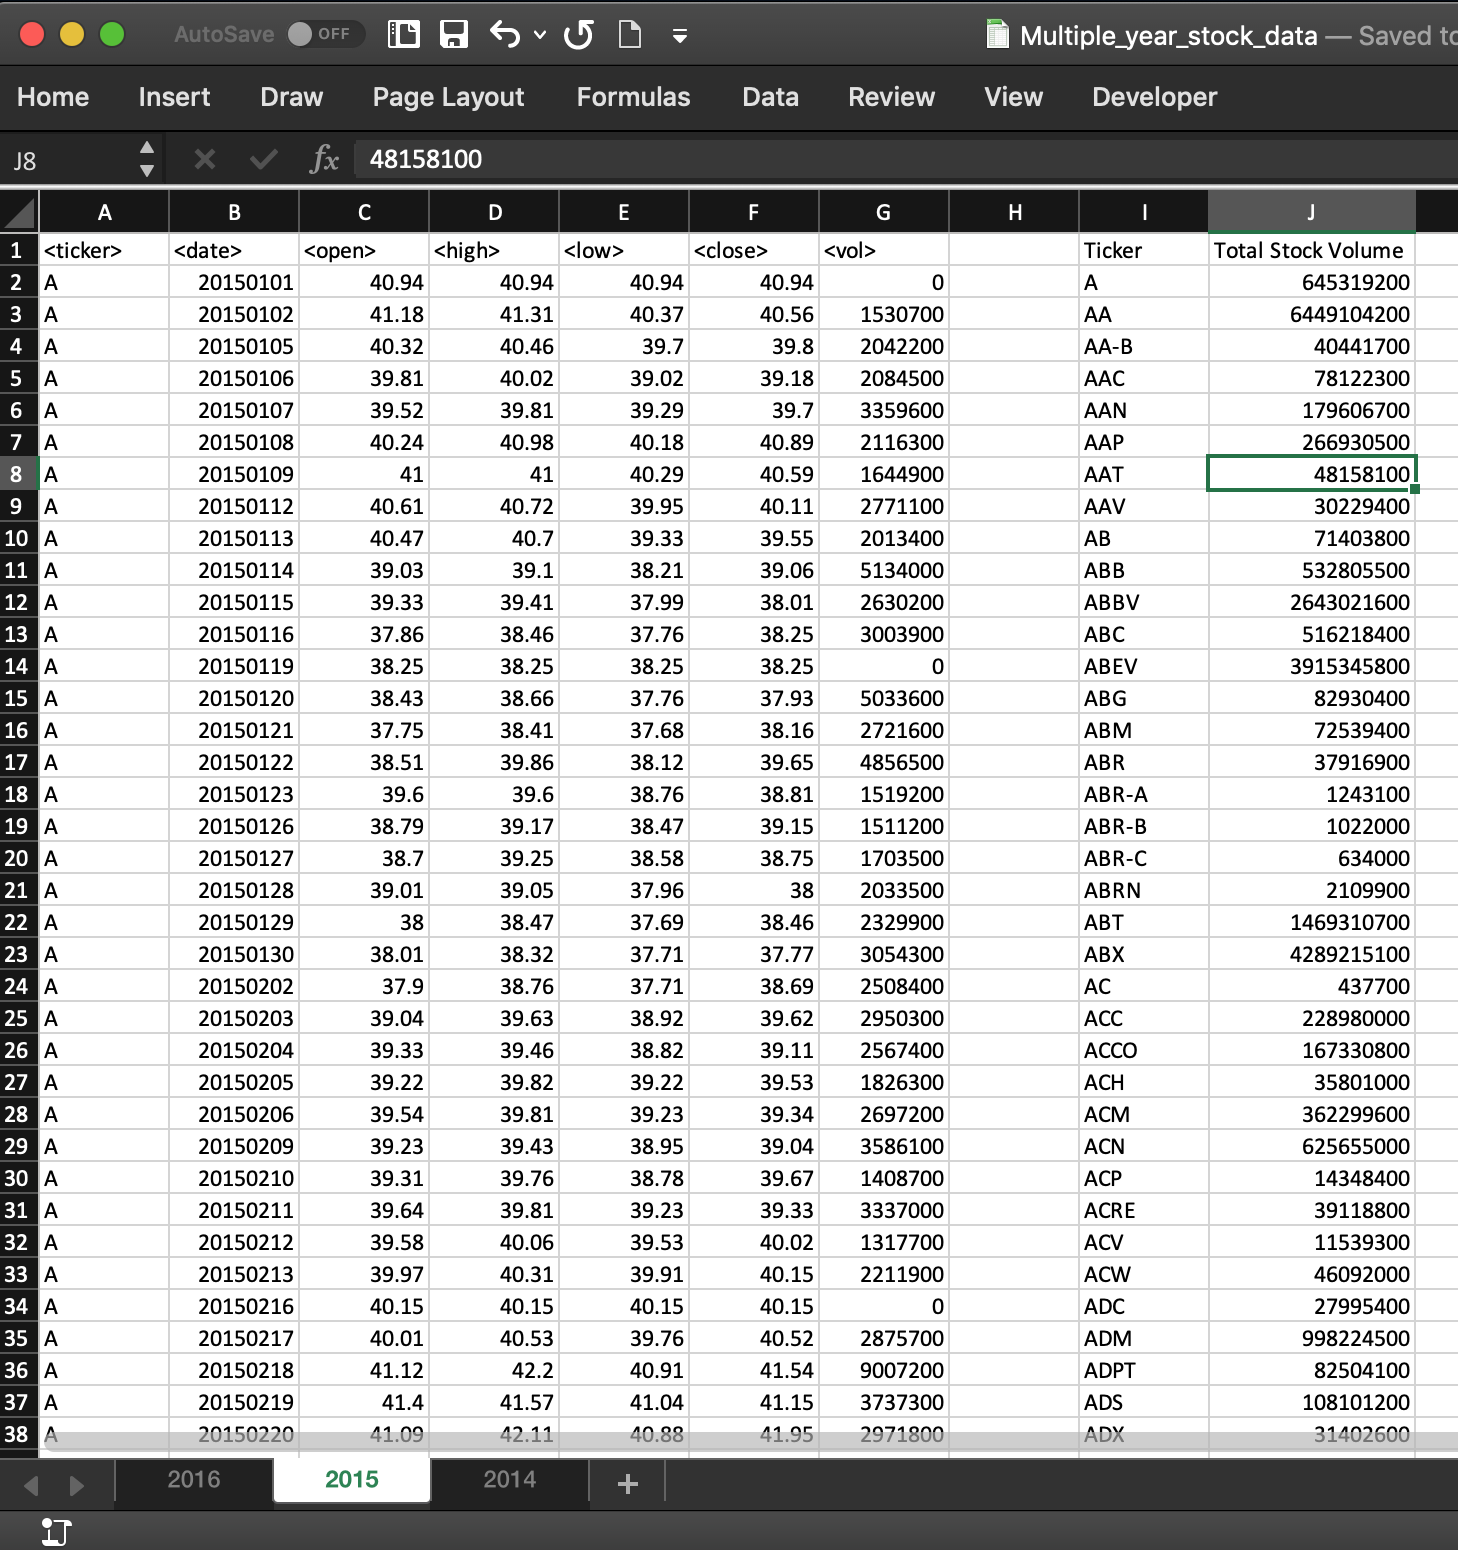 AutoSave OFF Multiple_year_stock_data — Saved to
Home Insert Draw Page Layout Formulas Data Review View Developer
J8 fx 48158100
A B C D E F G H I J
1 <ticker> <date> <open> <high> <low> <close> <vol> Ticker Total Stock Volume
2 A 20150101 40.94 40.94 40.94 40.94 0 A 645319200
3 A 20150102 41.18 41.31 40.37 40.56 1530700 AA 6449104200
4 A 20150105 40.32 40.46 39.7 39.8 2042200 AA-B 40441700
5 A 20150106 39.81 40.02 39.02 39.18 2084500 AAC 78122300
6 A 20150107 39.52 39.81 39.29 39.7 3359600 AAN 179606700
7 A 20150108 40.24 40.98 40.18 40.89 2116300 AAP 266930500
8 A 20150109 41 41 40.29 40.59 1644900 AAT 48158100
9 A 20150112 40.61 40.72 39.95 40.11 2771100 AAV 30229400
10 A 20150113 40.47 40.7 39.33 39.55 2013400 AB 71403800
11 A 20150114 39.03 39.1 38.21 39.06 5134000 ABB 532805500
12 A 20150115 39.33 39.41 37.99 38.01 2630200 ABBV 2643021600
13 A 20150116 37.86 38.46 37.76 38.25 3003900 ABC 516218400
14 A 20150119 38.25 38.25 38.25 38.25 0 ABEV 3915345800
15 A 20150120 38.43 38.66 37.76 37.93 5033600 ABG 82930400
16 A 20150121 37.75 38.41 37.68 38.16 2721600 ABM 72539400
17 A 20150122 38.51 39.86 38.12 39.65 4856500 ABR 37916900
18 A 20150123 39.6 39.6 38.76 38.81 1519200 ABR-A 1243100
19 A 20150126 38.79 39.17 38.47 39.15 1511200 ABR-B 1022000
20 A 20150127 38.7 39.25 38.58 38.75 1703500 ABR-C 634000
21 A 20150128 39.01 39.05 37.96 38 2033500 ABRN 2109900
22 A 20150129 38 38.47 37.69 38.46 2329900 ABT 1469310700
23 A 20150130 38.01 38.32 37.71 37.77 3054300 ABX 4289215100
24 A 20150202 37.9 38.76 37.71 38.69 2508400 AC 437700
25 A 20150203 39.04 39.63 38.92 39.62 2950300 ACC 228980000
26 A 20150204 39.33 39.46 38.82 39.11 2567400 ACCO 167330800
27 A 20150205 39.22 39.82 39.22 39.53 1826300 ACH 35801000
28 A 20150206 39.54 39.81 39.23 39.34 2697200 ACM 362299600
29 A 20150209 39.23 39.43 38.95 39.04 3586100 ACN 625655000
30 A 20150210 39.31 39.76 38.78 39.67 1408700 ACP 14348400
31 A 20150211 39.64 39.81 39.23 39.33 3337000 ACRE 39118800
32 A 20150212 39.58 40.06 39.53 40.02 1317700 ACV 11539300
33 A 20150213 39.97 40.31 39.91 40.15 2211900 ACW 46092000
34 A 20150216 40.15 40.15 40.15 40.15 0 ADC 27995400
35 A 20150217 40.01 40.53 39.76 40.52 2875700 ADM 998224500
36 A 20150218 41.12 42.2 40.91 41.54 9007200 ADPT 82504100
37 A 20150219 41.4 41.57 41.04 41.15 3737300 ADS 108101200
38 A 20150220 41.09 42.11 40.88 41.95 2971800 ADX 31402600
2016 2015 2014 +